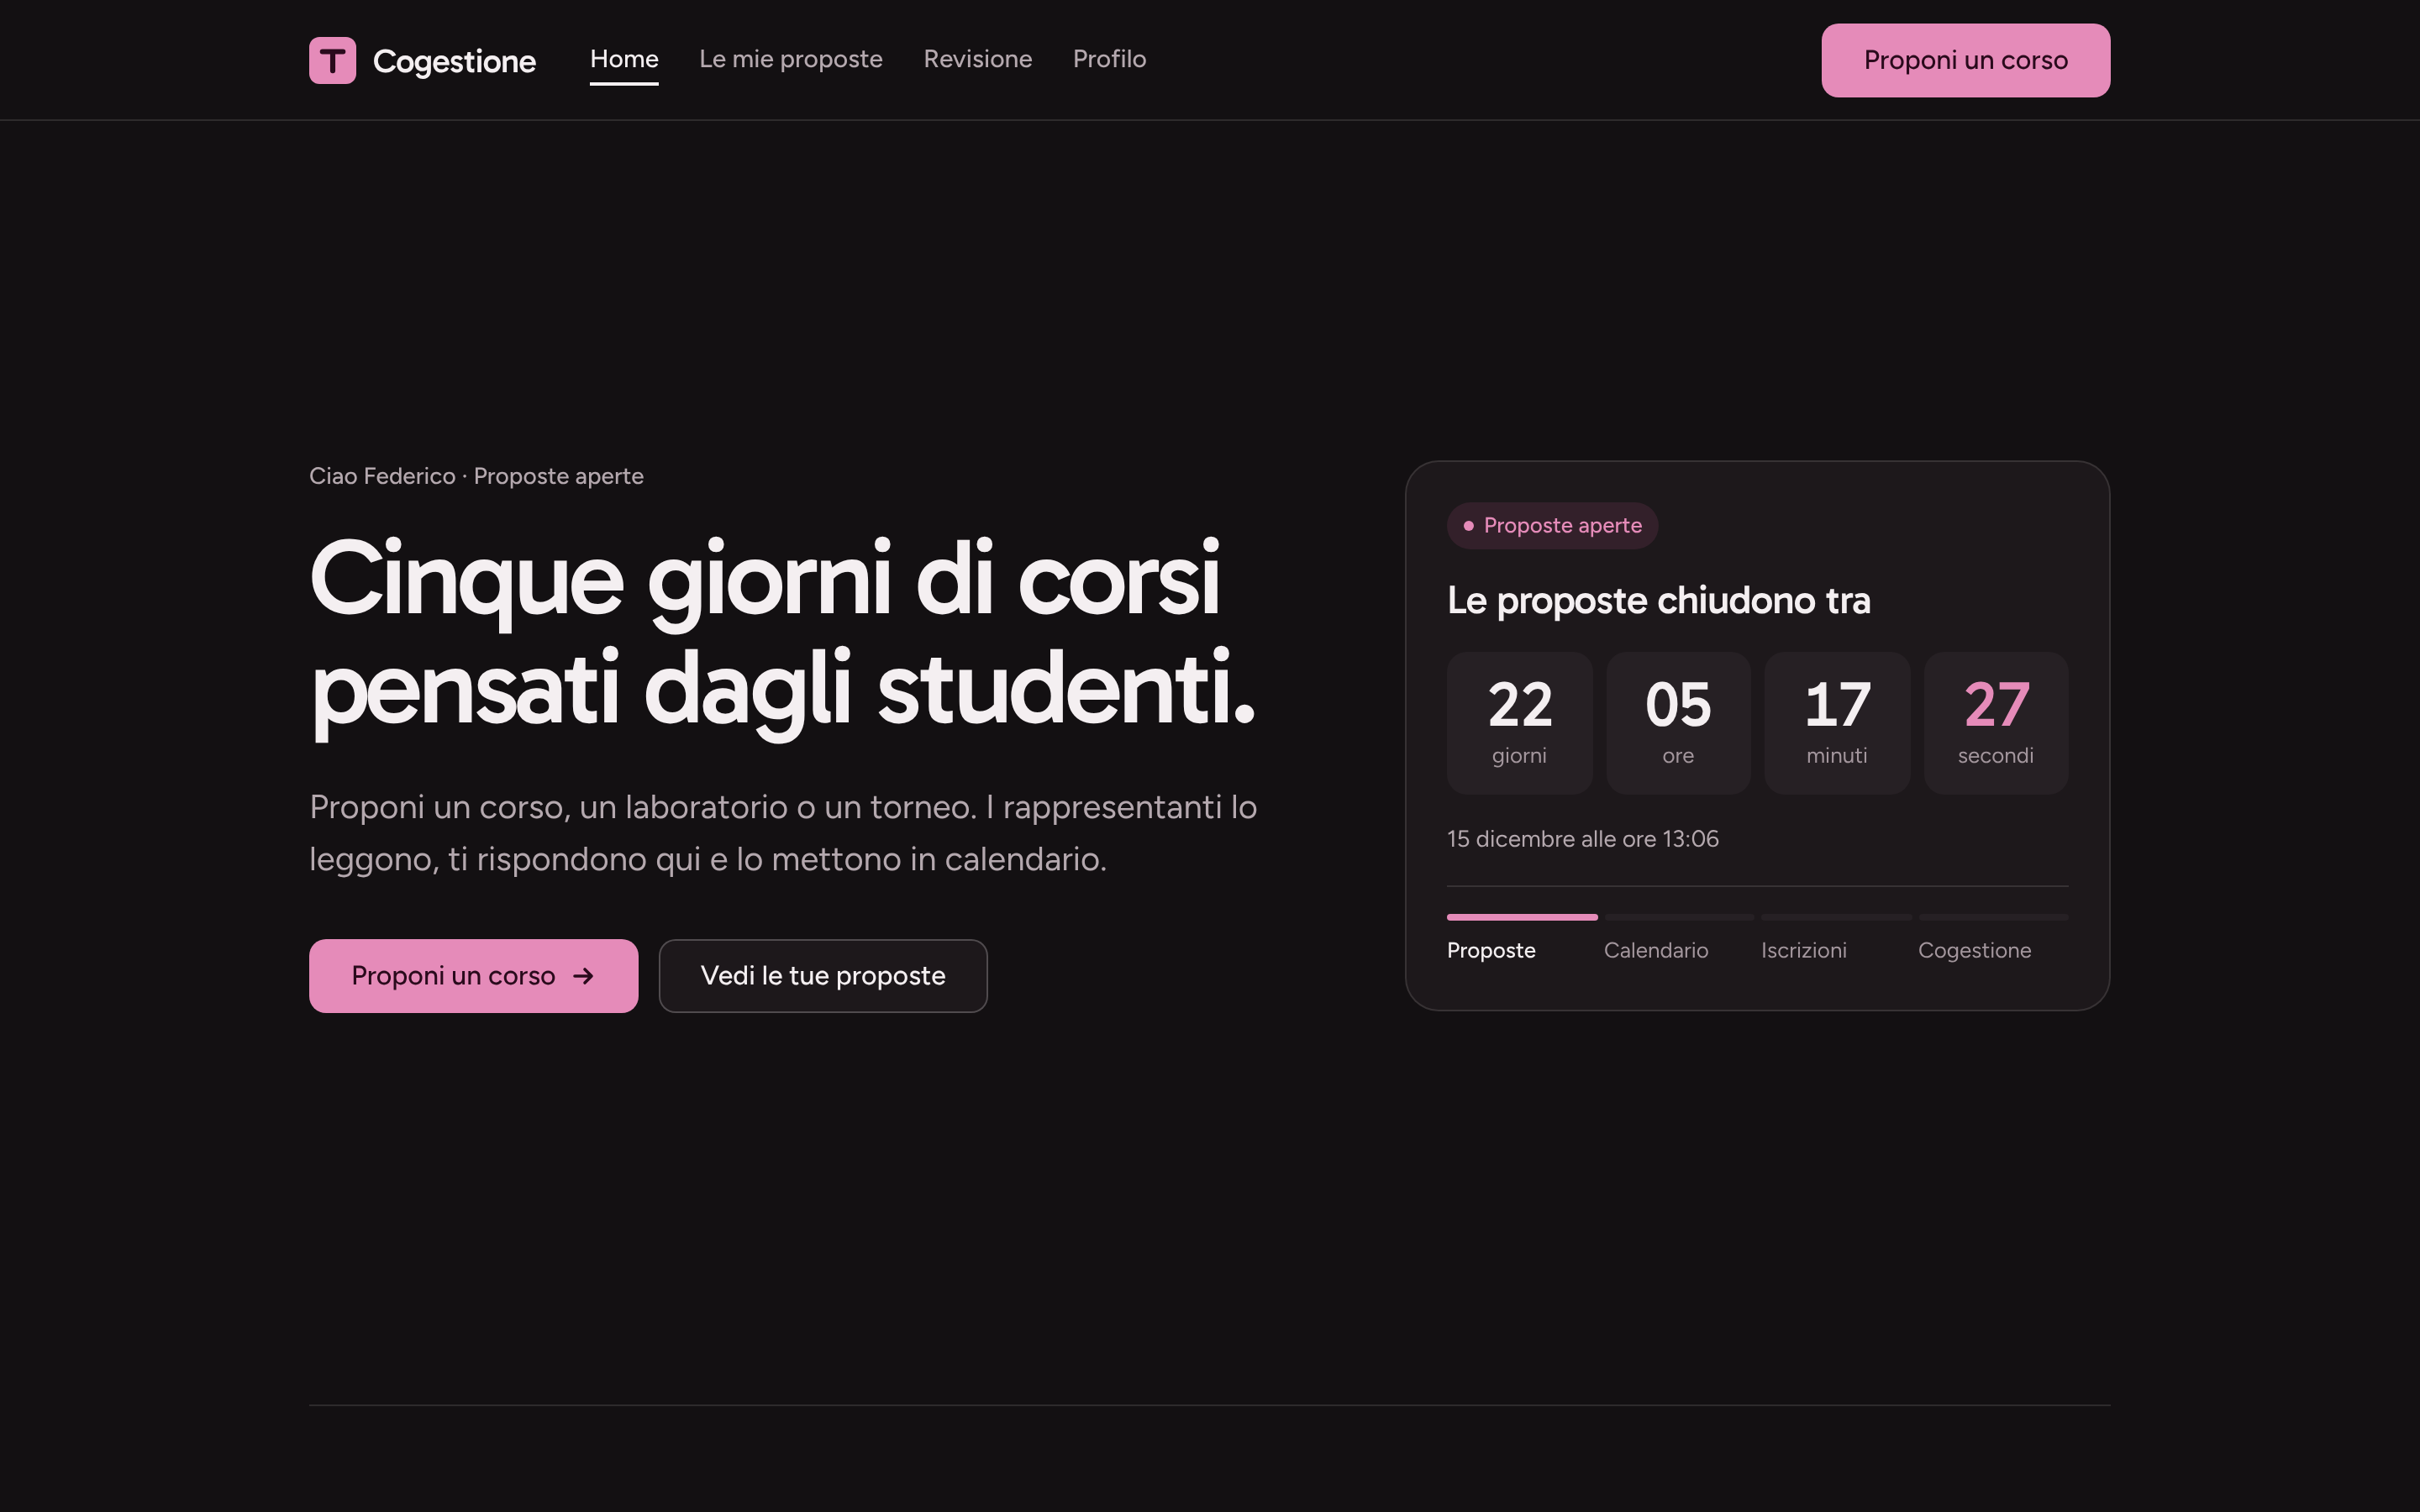 T Cogestione
Home
Le mie proposte
Revisione
Profilo
Proponi un corso
Ciao Federico · Proposte aperte
Cinque giorni di corsi
pensati dagli studenti.
Proponi un corso, un laboratorio o un torneo. I rappresentanti lo
leggono, ti rispondono qui e lo mettono in calendario.
Proponi un corso →
Vedi le tue proposte
Proposte aperte
Le proposte chiudono tra
22
giorni
05
ore
17
minuti
27
secondi
15 dicembre alle ore 13:06
Proposte
Calendario
Iscrizioni
Cogestione